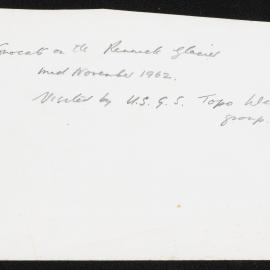 on the Rennick Glacier
mid November 1962.
Visited by U.S.G.S. Topo
group.